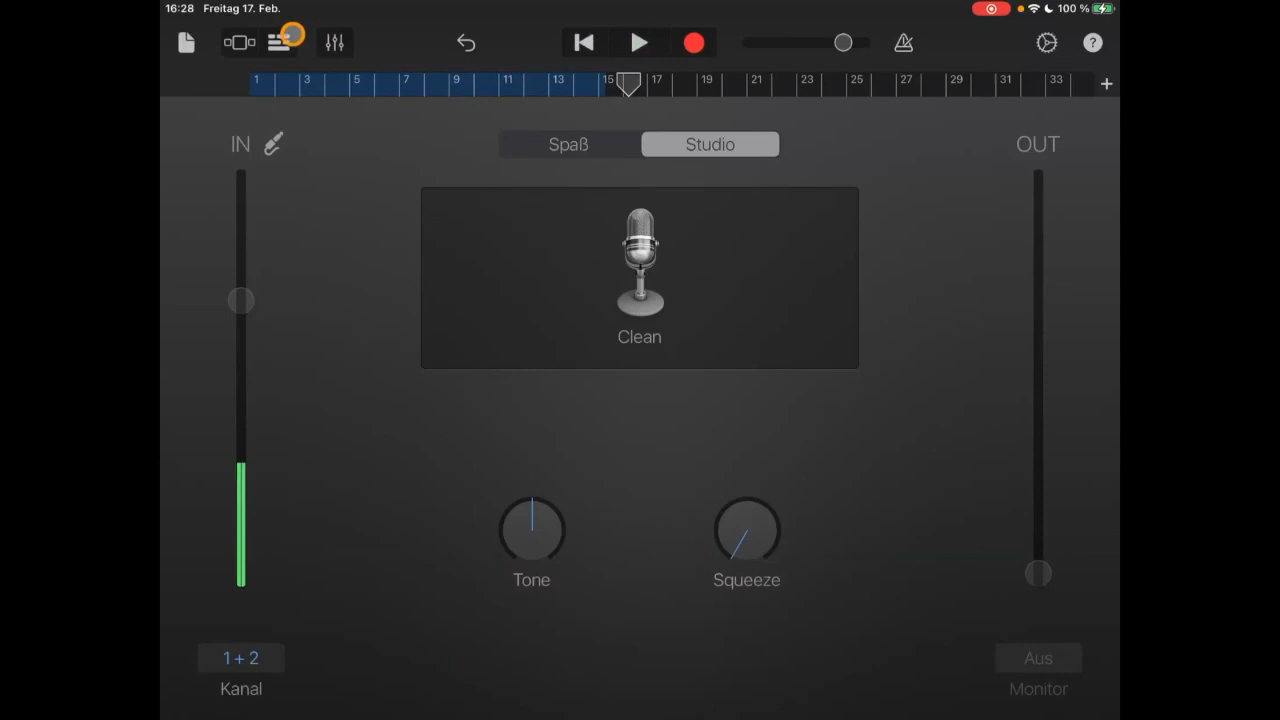 16:28 Freitag 17. Feb. 100 %
?
1 3 5 7 9 11 13 15 17 19 21 23 25 27 29 31 33 +
IN Spaß Studio OUT
Clean
Tone Squeeze
1 + 2 Aus
Kanal Monitor